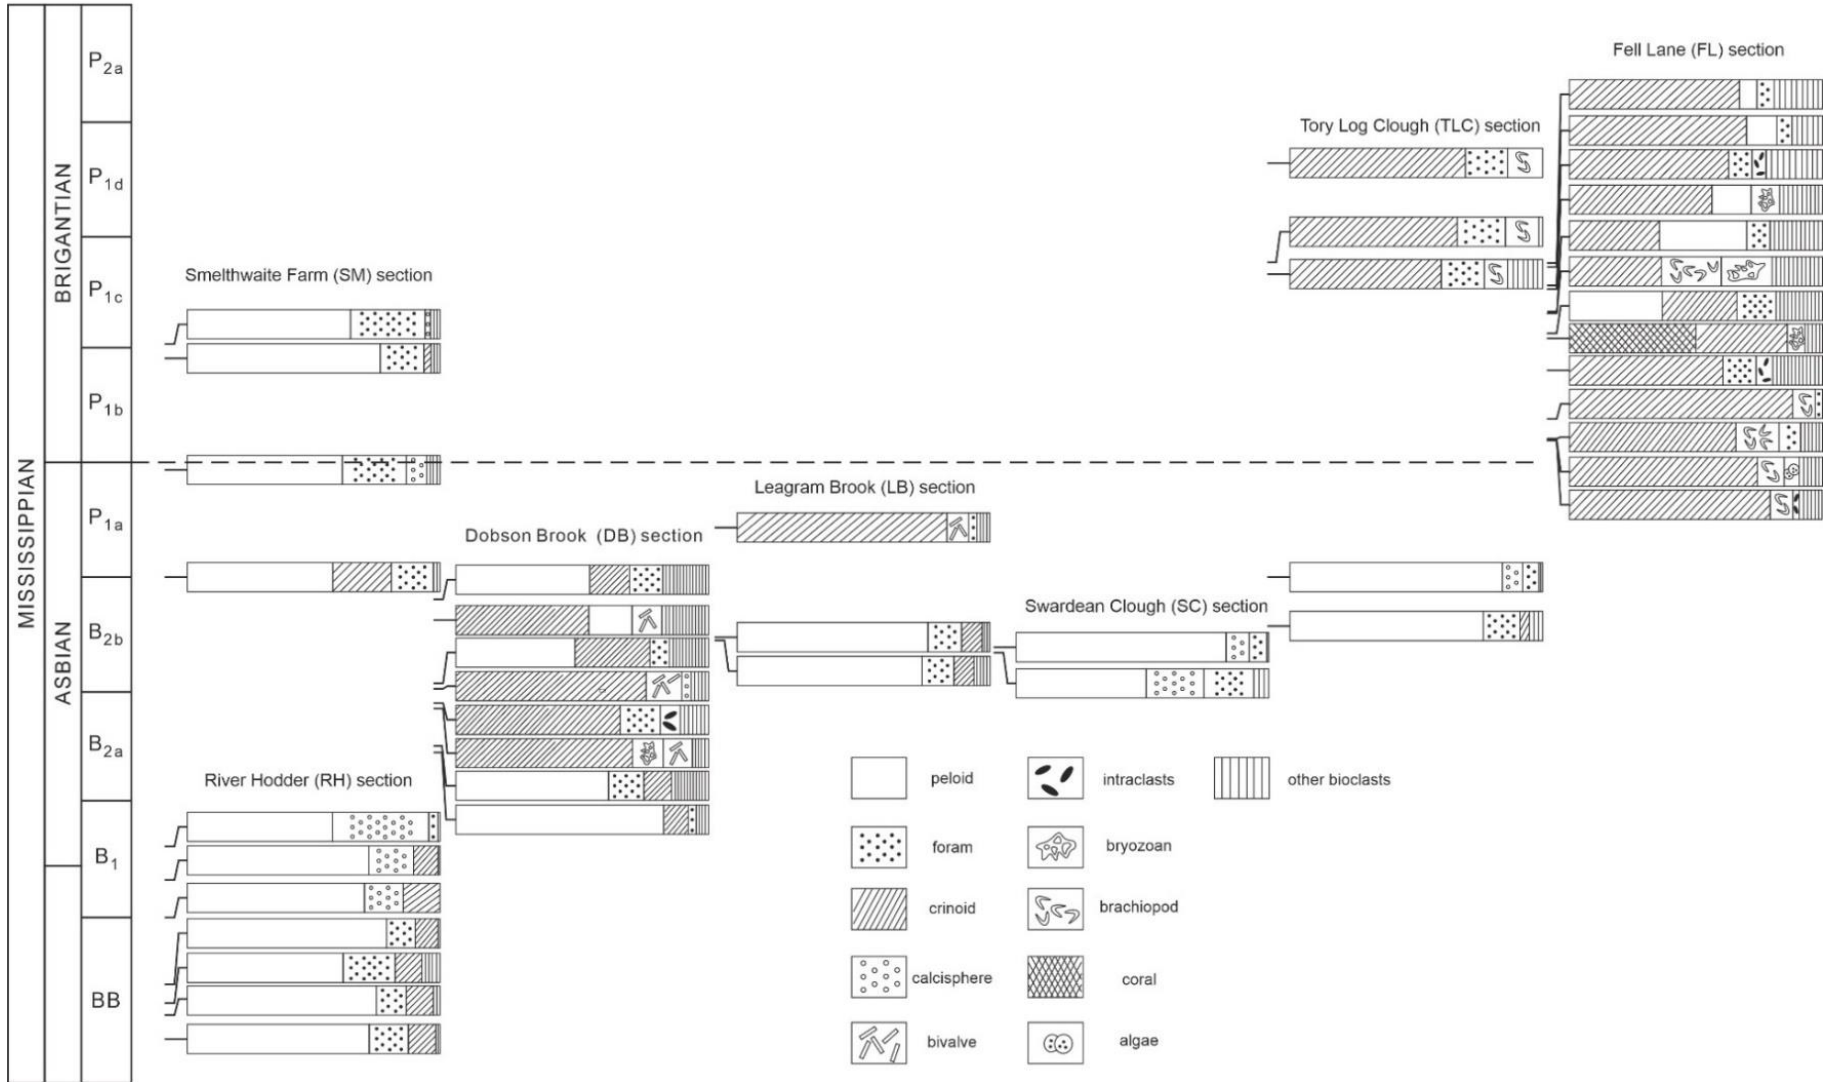 MISSISSIPPIAN
BRIGANTIAN
ASBIAN
P2a
P1d
P1c
P1b
P1a
B2b
B2a
B1
BB
Fell Lane (FL) section
Tory Log Clough (TLC) section
Smelthwaite Farm (SM) section
Leagram Brook (LB) section
Dobson Brook (DB) section
Swardean Clough (SC) section
River Hodder (RH) section
peloid
intraclasts
other bioclasts
foram
bryozoan
crinoid
brachiopod
calcisphere
coral
bivalve
algae